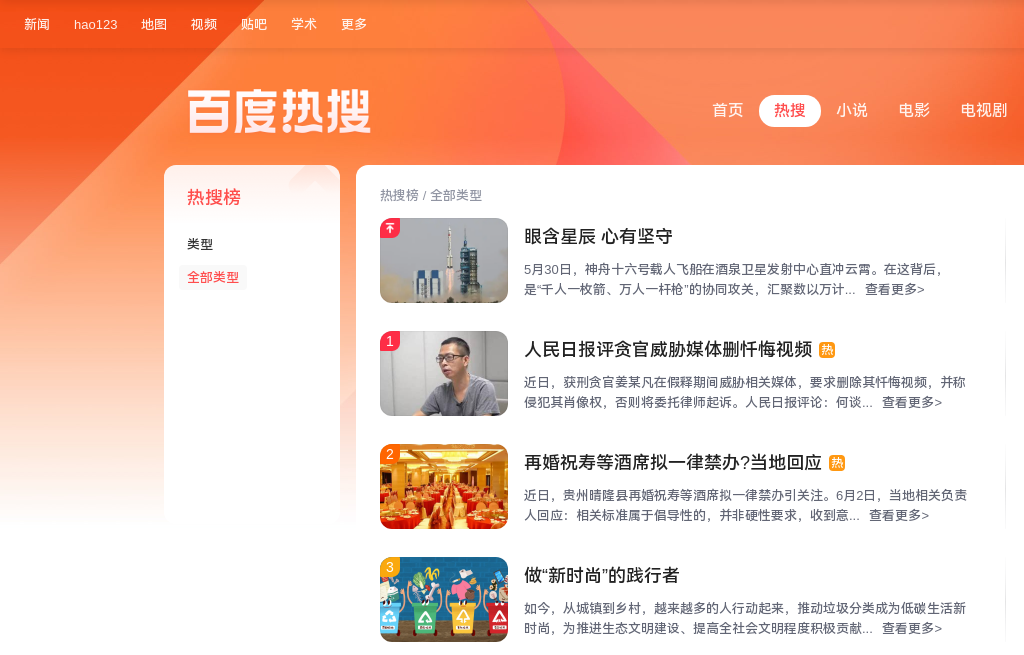 新闻 hao123 地图 视频 贴吧 学术 更多
百度热搜
首页 热搜 小说 电影 电视剧
热搜榜
类型
全部类型
热搜榜 / 全部类型
眼含星辰 心有坚守
5月30日，神舟十六号载人飞船在酒泉卫星发射中心直冲云霄。在这背后，
是“千人一枚箭、万人一杆枪”的协同攻关，汇聚数以万计... 查看更多>
1
人民日报评贪官威胁媒体删忏悔视频 热
近日，获刑贪官姜某凡在假释期间威胁相关媒体，要求删除其忏悔视频，并称
侵犯其肖像权，否则将委托律师起诉。人民日报评论：何谈... 查看更多>
2
再婚祝寿等酒席拟一律禁办?当地回应 热
近日，贵州晴隆县再婚祝寿等酒席拟一律禁办引关注。6月2日，当地相关负责
人回应：相关标准属于倡导性的，并非硬性要求，收到意... 查看更多>
3
做“新时尚”的践行者
如今，从城镇到乡村，越来越多的人行动起来，推动垃圾分类成为低碳生活新
时尚，为推进生态文明建设、提高全社会文明程度积极贡献... 查看更多>